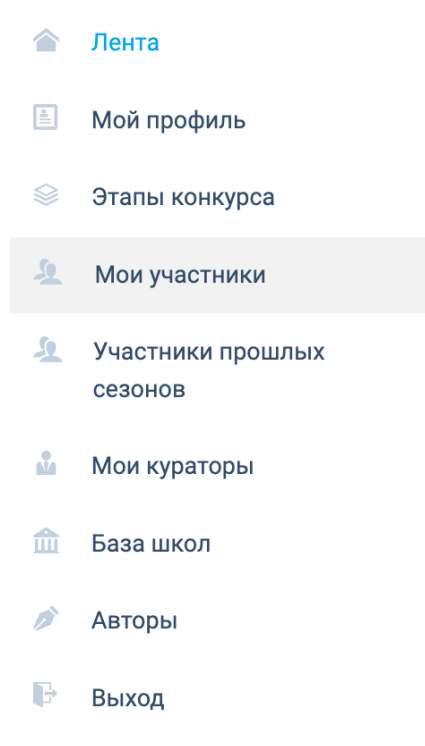 Лента
Мой профиль
Этапы конкурса
Мои участники
Участники прошлых
сезонов
Мои кураторы
База школ
Авторы
Выход